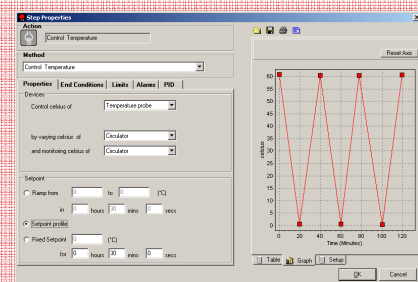 Step Properties
Action
Control Temperature
Method
Control Temperature
Properties End Conditions Limits Alarms PID
Devices
Control celsius of Temperature probe
by varying celsius of Circulator
and monitoring celsius of Circulator
Setpoint
Ramp from 0 to 0 (°C)
in 0 hours 30 mins 0 secs
Setpoint profile
Fixed Setpoint 0 (°C)
for 0 hours 30 mins 0 secs
Reset Axis
celsius
60
55
50
45
40
35
30
25
20
15
10
5
0
0 20 40 60 80 100 120
Time (Minutes)
Table Graph Setup
OK Cancel